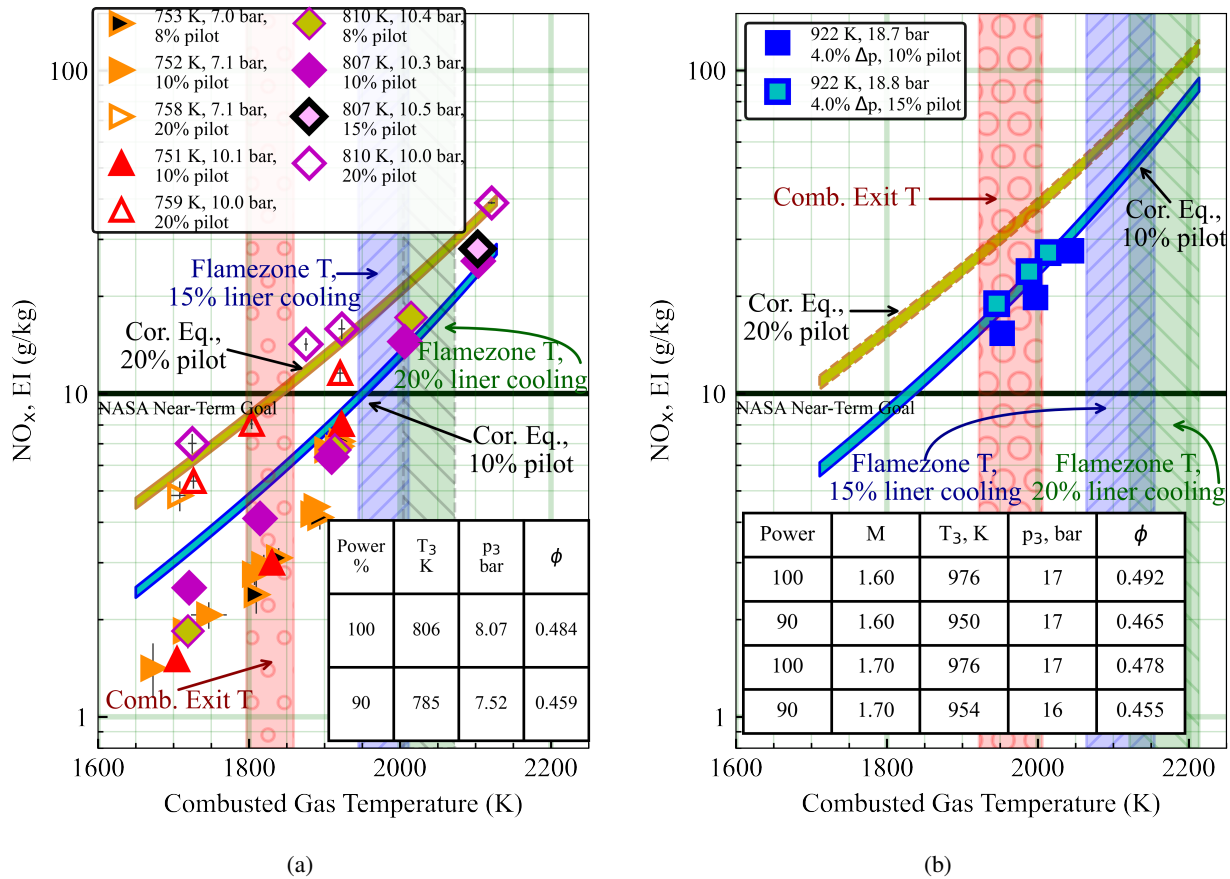 753 K, 7.0 bar,
8% pilot
752 K, 7.1 bar,
10% pilot
758 K, 7.1 bar,
20% pilot
751 K, 10.1 bar,
10% pilot
759 K, 10.0 bar,
20% pilot
810 K, 10.4 bar,
8% pilot
807 K, 10.3 bar,
10% pilot
807 K, 10.5 bar,
15% pilot
810 K, 10.0 bar,
20% pilot
100
10
1
NOx, EI (g/kg)
Flamezone T,
15% liner cooling
Cor. Eq.,
20% pilot
Flamezone T,
20% liner cooling
NASA Near-Term Goal
Cor. Eq.,
10% pilot
Comb. Exit T
Power % T3 K p3 bar ϕ
100 806 8.07 0.484
90 785 7.52 0.459
1600 1800 2000 2200
Combusted Gas Temperature (K)
(a)
922 K, 18.7 bar
4.0% Δp, 10% pilot
922 K, 18.8 bar
4.0% Δp, 15% pilot
100
10
1
NOx, EI (g/kg)
Comb. Exit T
Cor. Eq.,
10% pilot
Cor. Eq.,
20% pilot
NASA Near-Term Goal
Flamezone T,
15% liner cooling
Flamezone T,
20% liner cooling
Power M T3, K p3, bar ϕ
100 1.60 976 17 0.492
90 1.60 950 17 0.465
100 1.70 976 17 0.478
90 1.70 954 16 0.455
1600 1800 2000 2200
Combusted Gas Temperature (K)
(b)